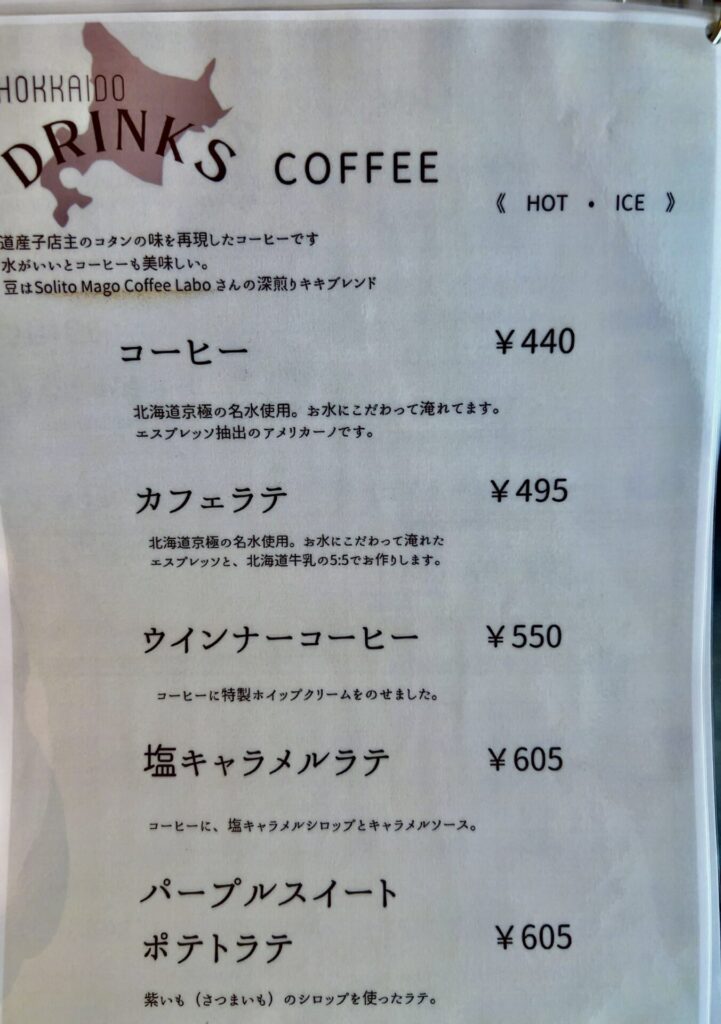 HOKKAIDO
DRINKS
COFFEE
《 HOT ・ ICE 》
道産子店主のコタンの味を再現したコーヒーです
水がいいとコーヒーも美味しい。
豆はSolito Mago Coffee Labo さんの深煎りキキブレンド
コーヒー ¥440
北海道京極の名水使用。お水にこだわって淹れてます。
エスプレッソ抽出のアメリカーノです。
カフェラテ ¥495
北海道京極の名水使用。お水にこだわって淹れた
エスプレッソと、北海道牛乳の5:5でお作りします。
ウインナーコーヒー ¥550
コーヒーに特製ホイップクリームをのせました。
塩キャラメルラテ ¥605
コーヒーに、塩キャラメルシロップとキャラメルソース。
パープルスイート
ポテトラテ ¥605
紫いも（さつまいも）のシロップを使ったラテ。